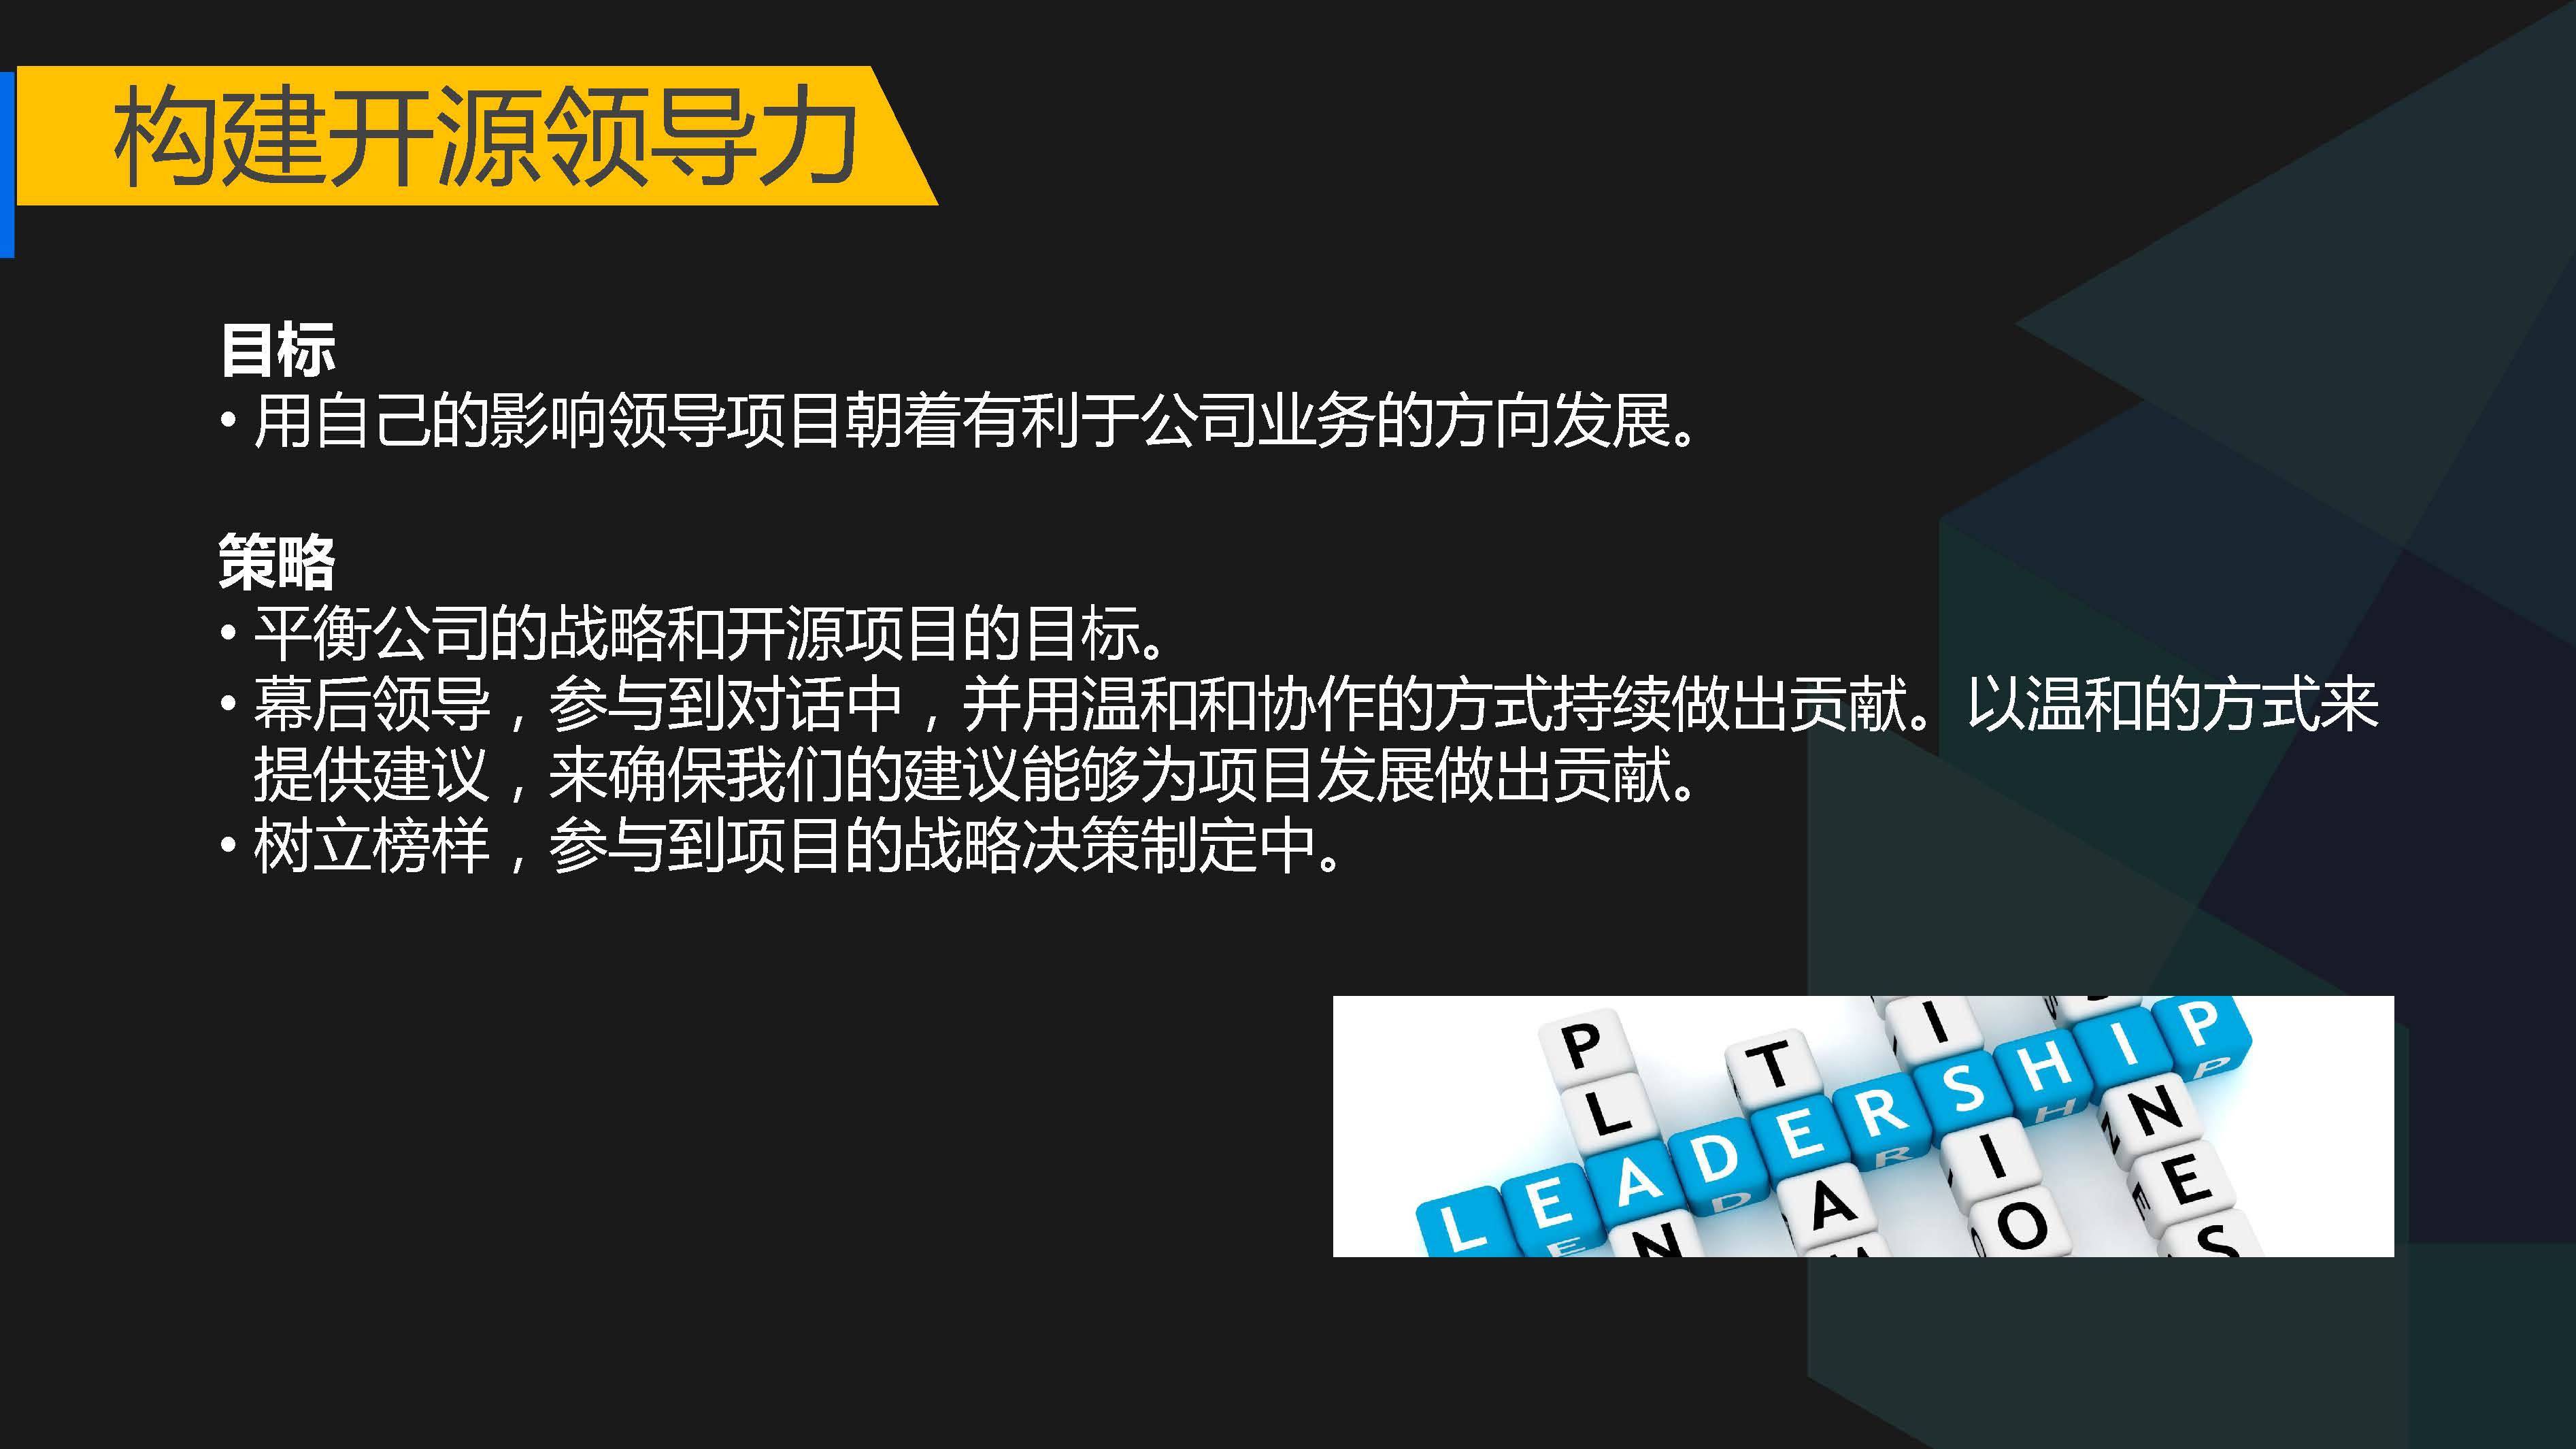 构建开源领导力
目标
• 用自己的影响领导项目朝着有利于公司业务的方向发展。
策略
• 平衡公司的战略和开源项目的目标。
• 幕后领导，参与到对话中，并用温和和协作的方式持续做出贡献。以温和的方式来
提供建议，来确保我们的建议能够为项目发展做出贡献。
• 树立榜样，参与到项目的战略决策制定中。
LEADERSHIP